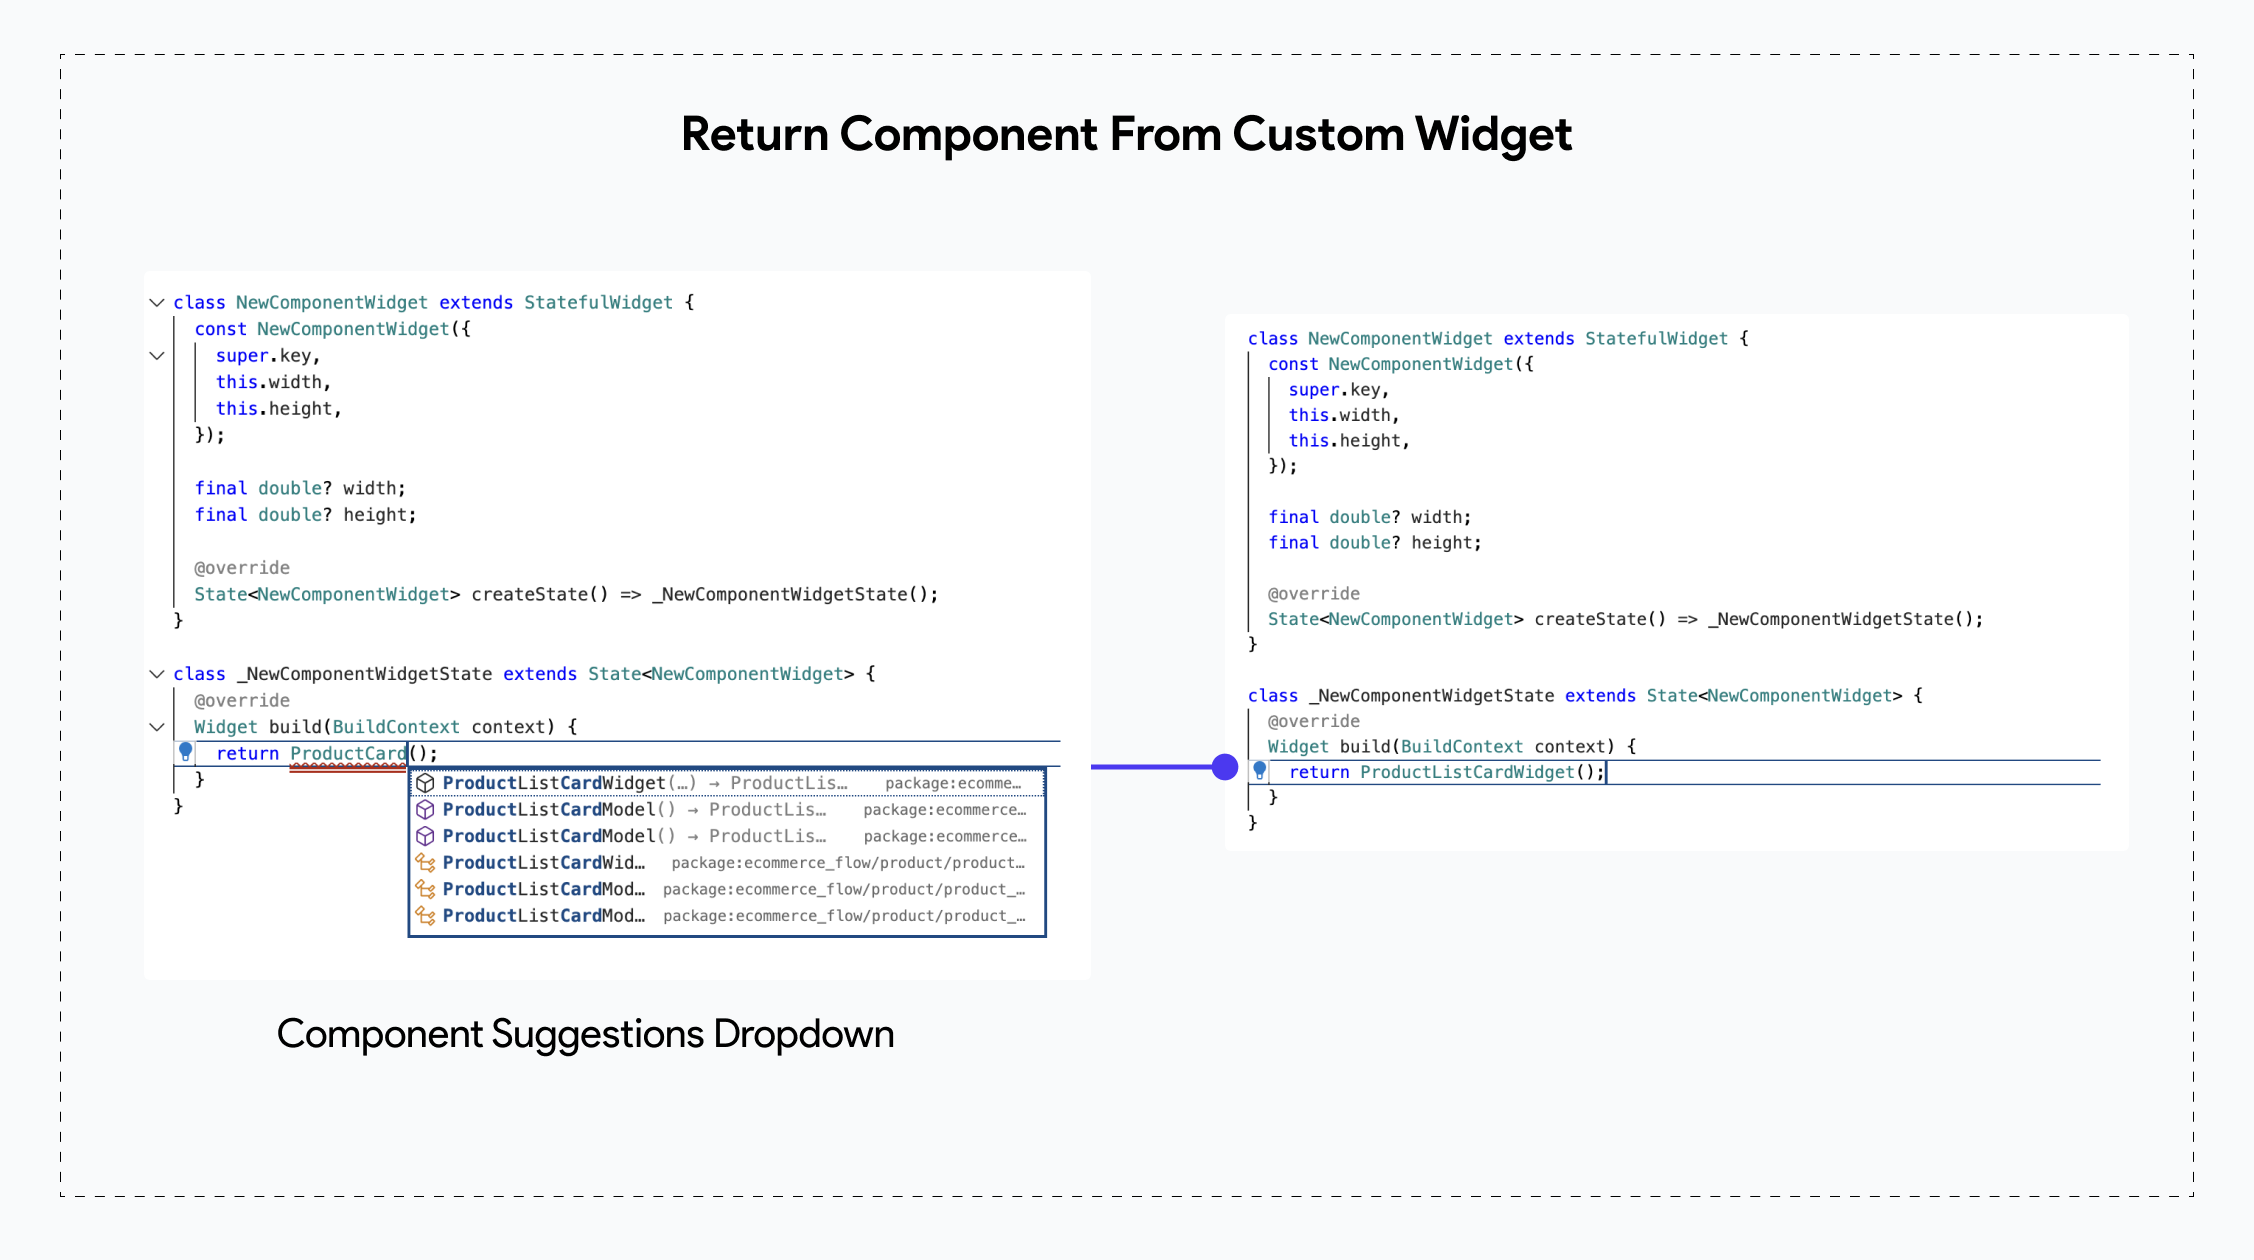 Return Component From Custom Widget
class NewComponentWidget extends StatefulWidget {
const NewComponentWidget({
super.key,
this.width,
this.height,
});
final double? width;
final double? height;
@override
State<NewComponentWidget> createState() => _NewComponentWidgetState();
}
class _NewComponentWidgetState extends State<NewComponentWidget> {
@override
Widget build(BuildContext context) {
return ProductCard();
}
}
ProductListCardWidget(…) → ProductLis… package:ecomme…
ProductListCardModel() → ProductLis… package:ecommerce…
ProductListCardModel() → ProductLis… package:ecommerce…
ProductListCardWid… package:ecommerce_flow/product/product…
ProductListCardMod… package:ecommerce_flow/product/product_…
ProductListCardMod… package:ecommerce_flow/product/product_…
Component Suggestions Dropdown
class NewComponentWidget extends StatefulWidget {
const NewComponentWidget({
super.key,
this.width,
this.height,
});
final double? width;
final double? height;
@override
State<NewComponentWidget> createState() => _NewComponentWidgetState();
}
class _NewComponentWidgetState extends State<NewComponentWidget> {
@override
Widget build(BuildContext context) {
return ProductListCardWidget();
}
}